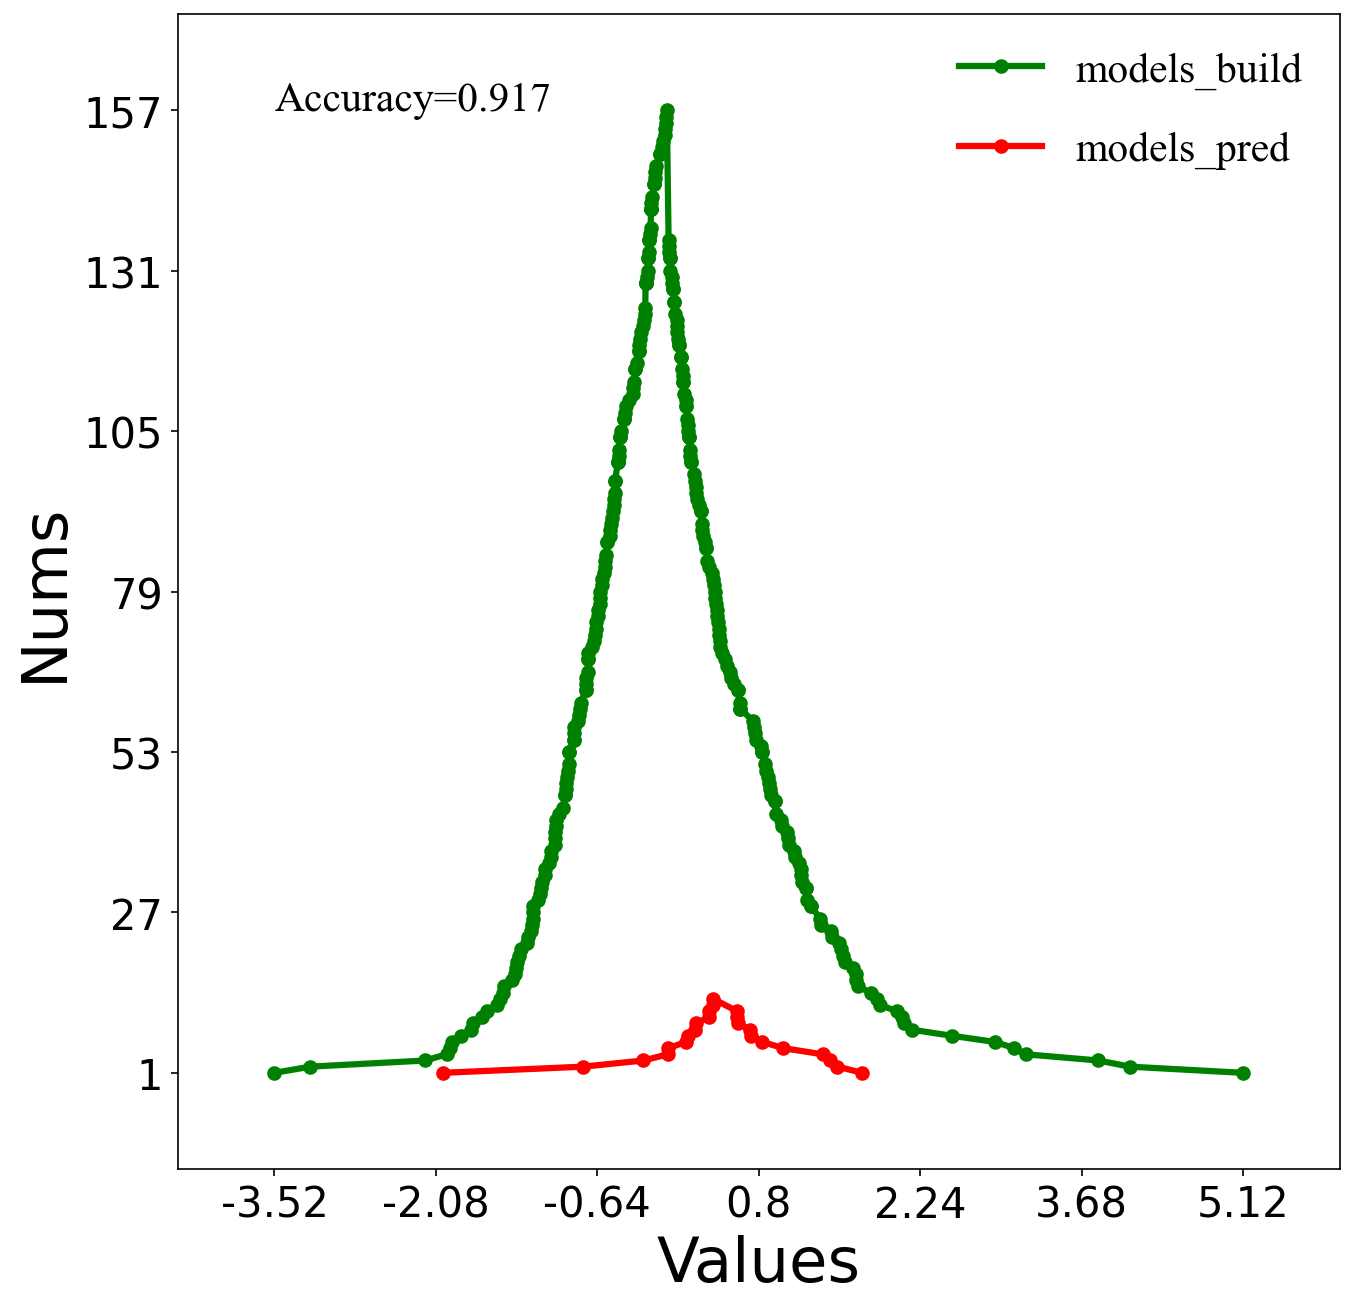 models_build
Accuracy=0.917
models_pred
157
131
105
79
53
27
1
Nums
-3.52
-2.08
-0.64
0.8
2.24
3.68
5.12
Values